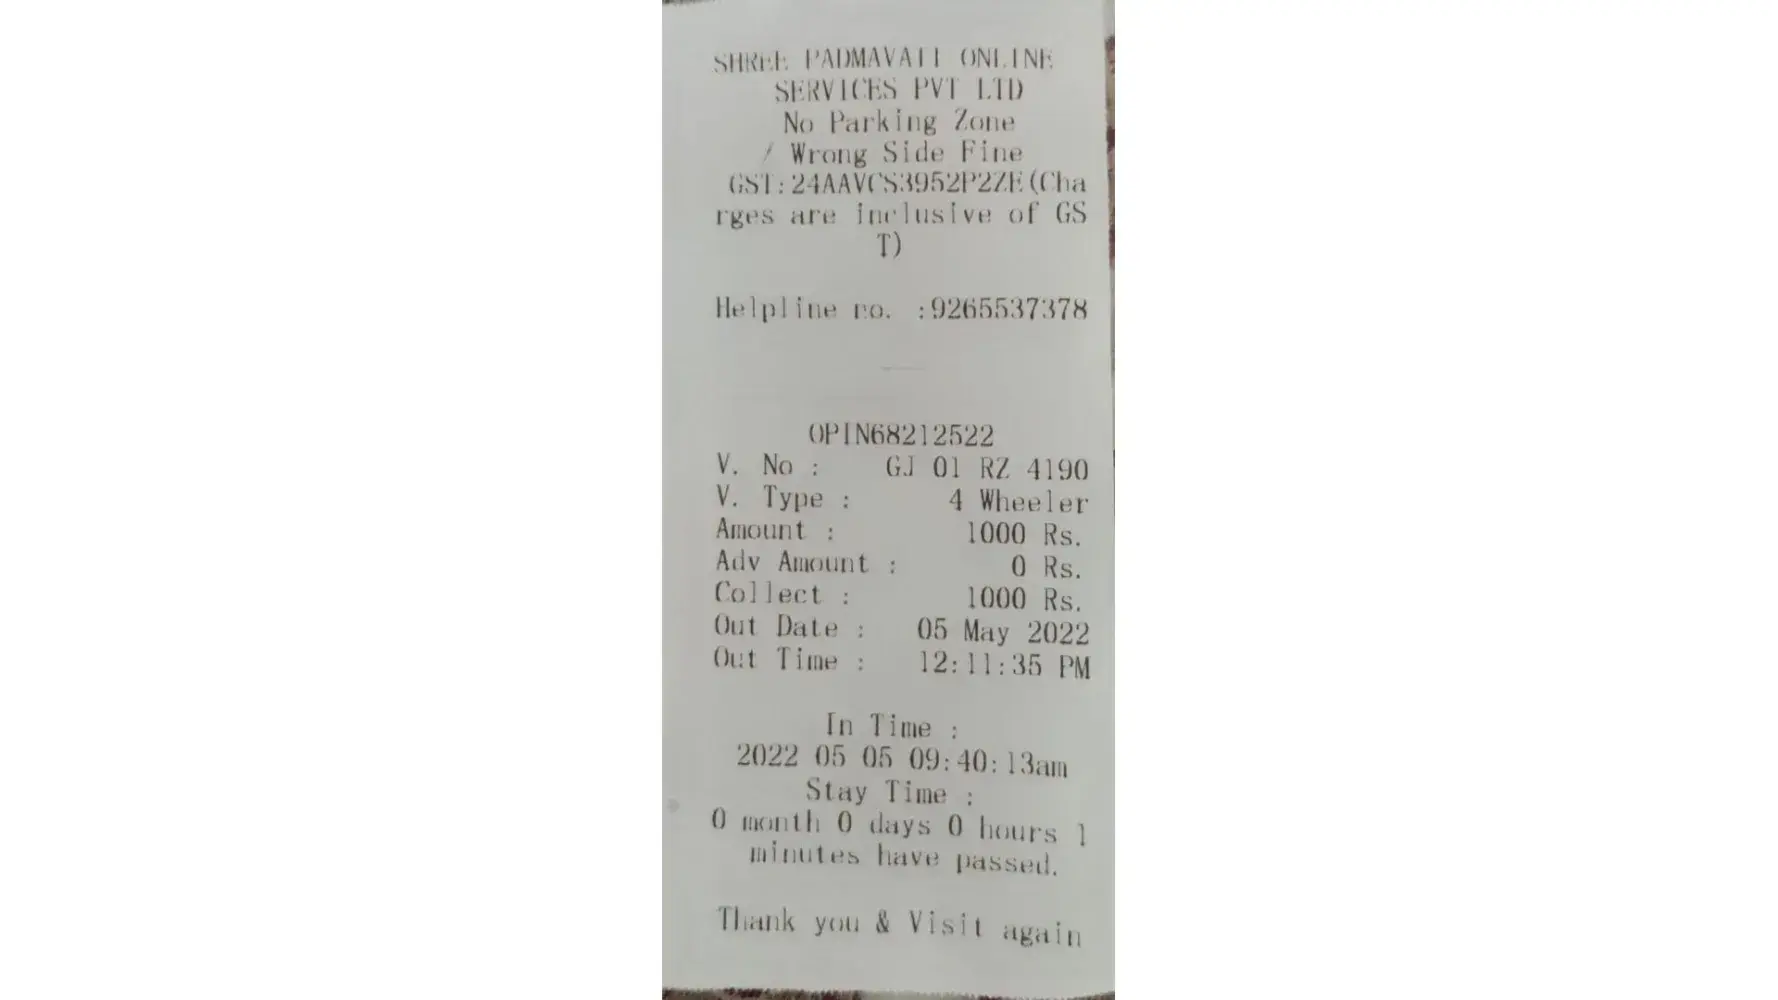 SHREE PADMAVATI ONLINE
SERVICES PVT LTD
No Parking Zone
/ Wrong Side Fine
GST:24AAVCS3952P2ZE(Cha
rges are inclusive of GS
T)
Helpline no. :9265537378
OPIN68212522
V. No : GJ 01 RZ 4190
V. Type : 4 Wheeler
Amount : 1000 Rs.
Adv Amount : 0 Rs.
Collect : 1000 Rs.
Out Date : 05 May 2022
Out Time : 12:11:35 PM
In Time :
2022 05 05 09:40:13am
Stay Time :
0 month 0 days 0 hours 1
minutes have passed.
Thank you & Visit again